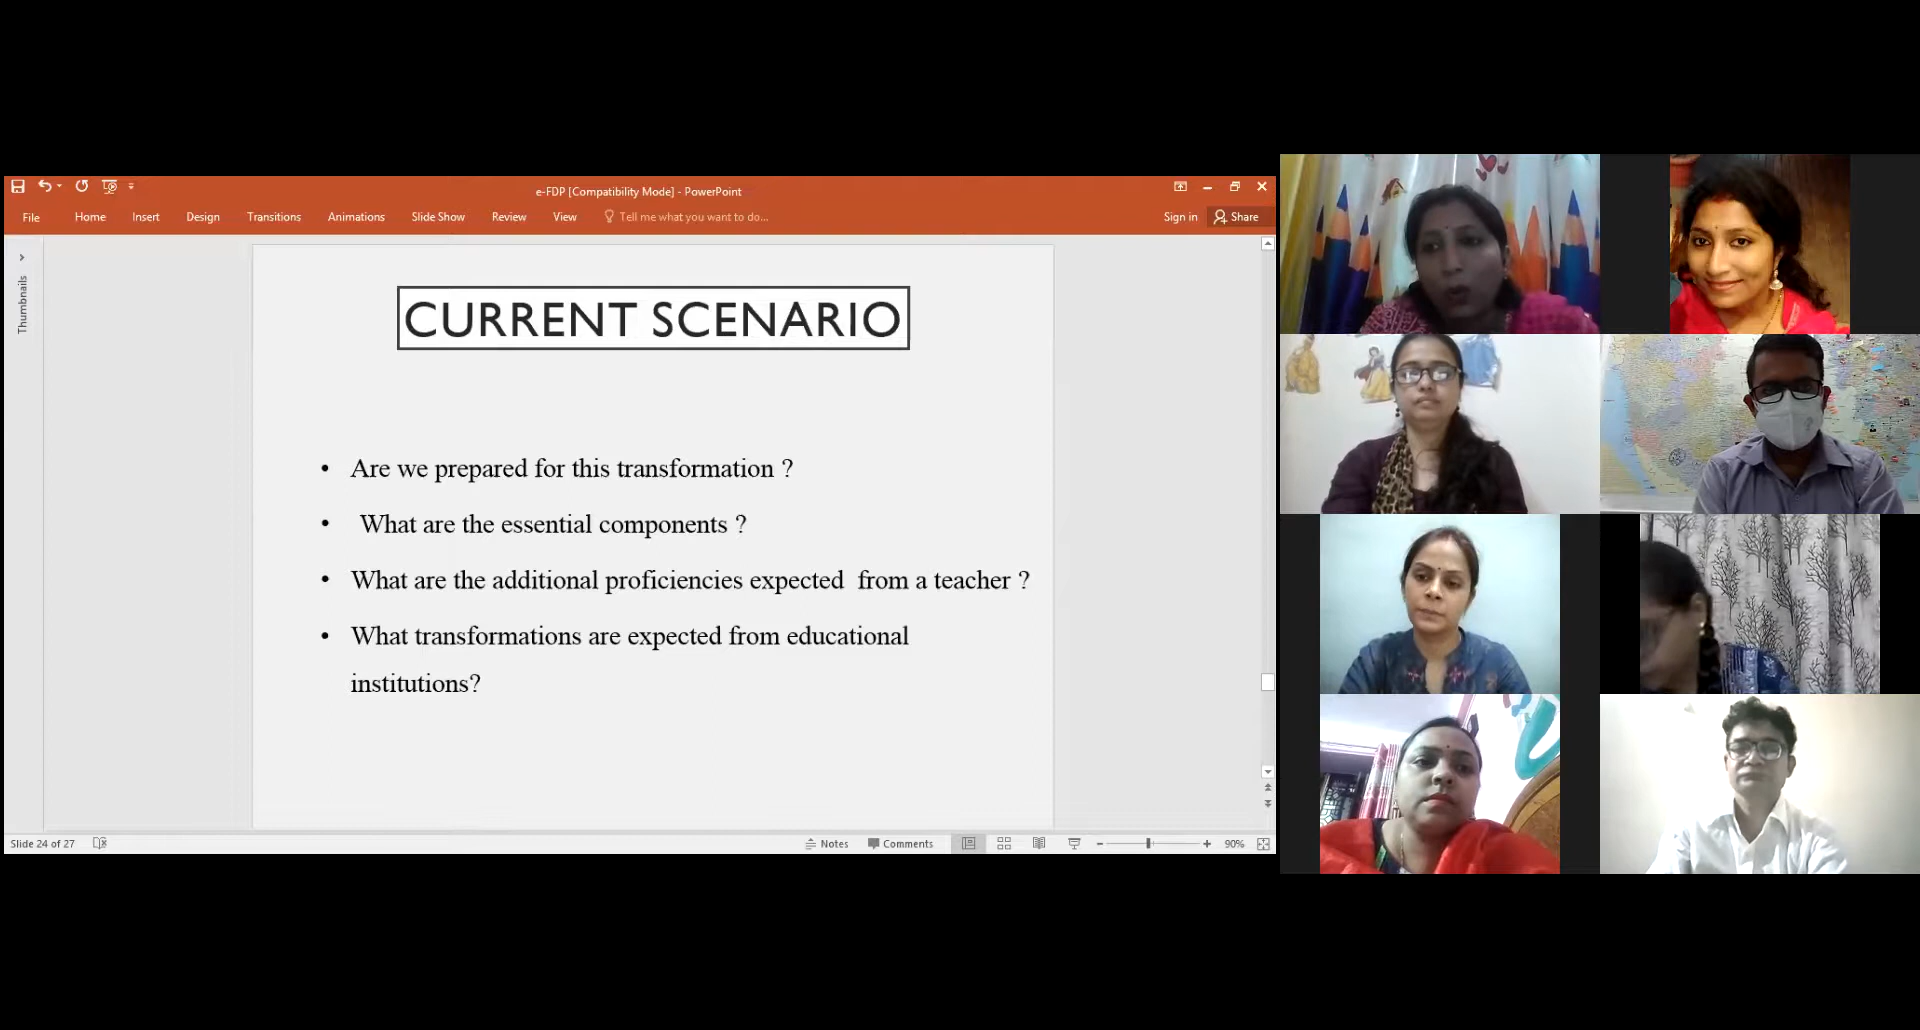 e-FDP [Compatibility Mode] - PowerPoint
File Home Insert Design Transitions Animations Slide Show Review View Tell me what you want to do... Sign in Share
Thumbnails
CURRENT SCENARIO
• Are we prepared for this transformation ?
• What are the essential components ?
• What are the additional proficiencies expected from a teacher ?
• What transformations are expected from educational
institutions?
Slide 24 of 27 Notes Comments 90%